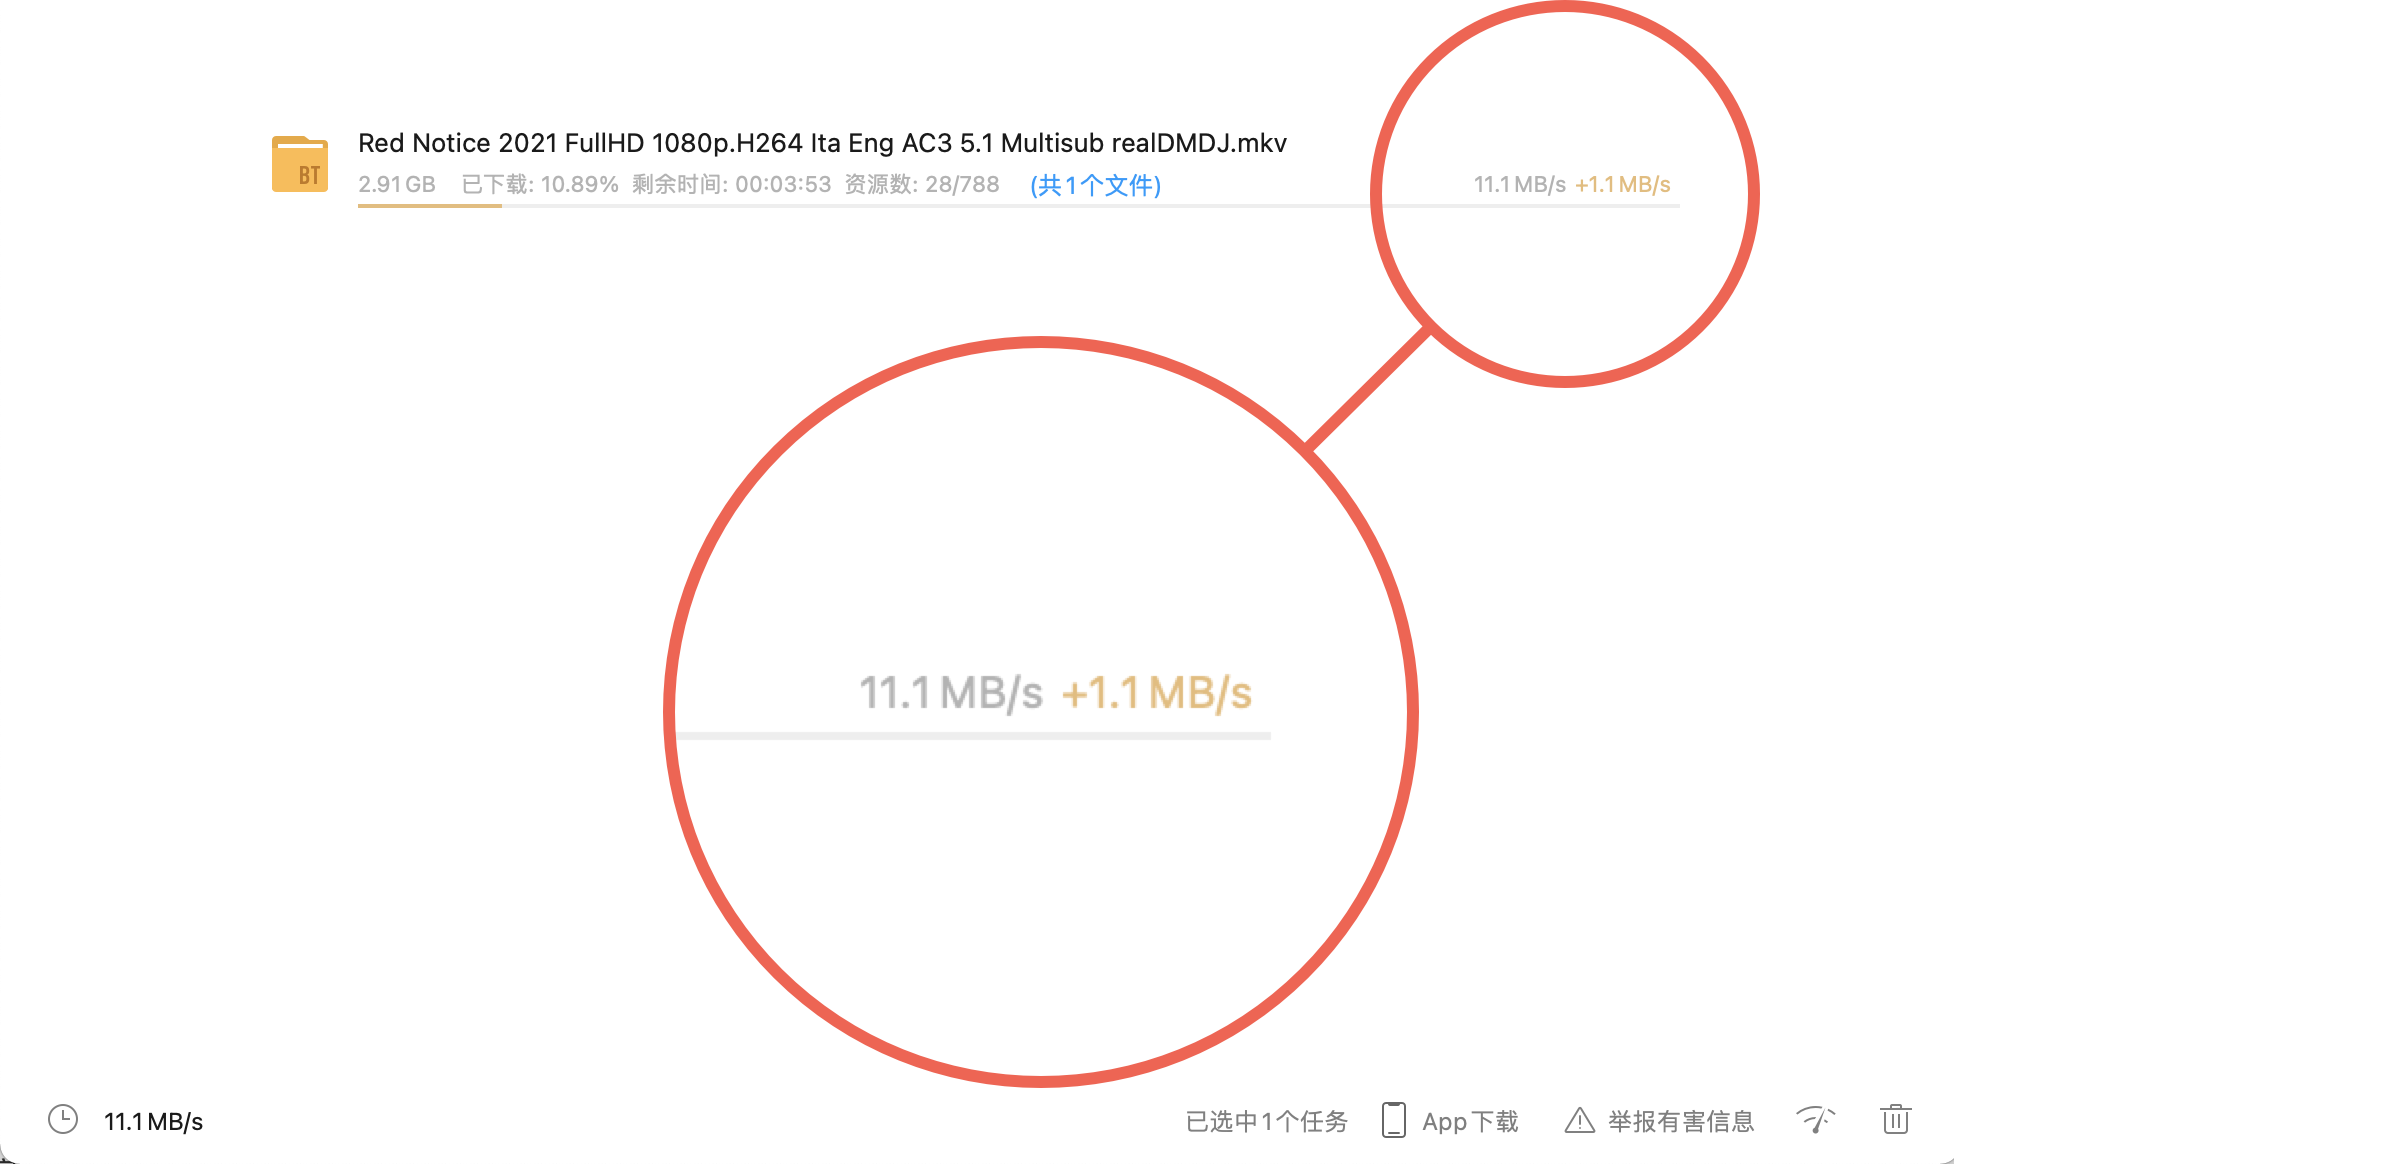 Red Notice 2021 FullHD 1080p.H264 Ita Eng AC3 5.1 Multisub realDMDJ.mkv
BT
2.91 GB 已下载: 10.89% 剩余时间: 00:03:53 资源数: 28/788 (共1个文件) 11.1 MB/s +1.1 MB/s
11.1 MB/s +1.1 MB/s
11.1 MB/s 已选中1个任务 App下载 举报有害信息